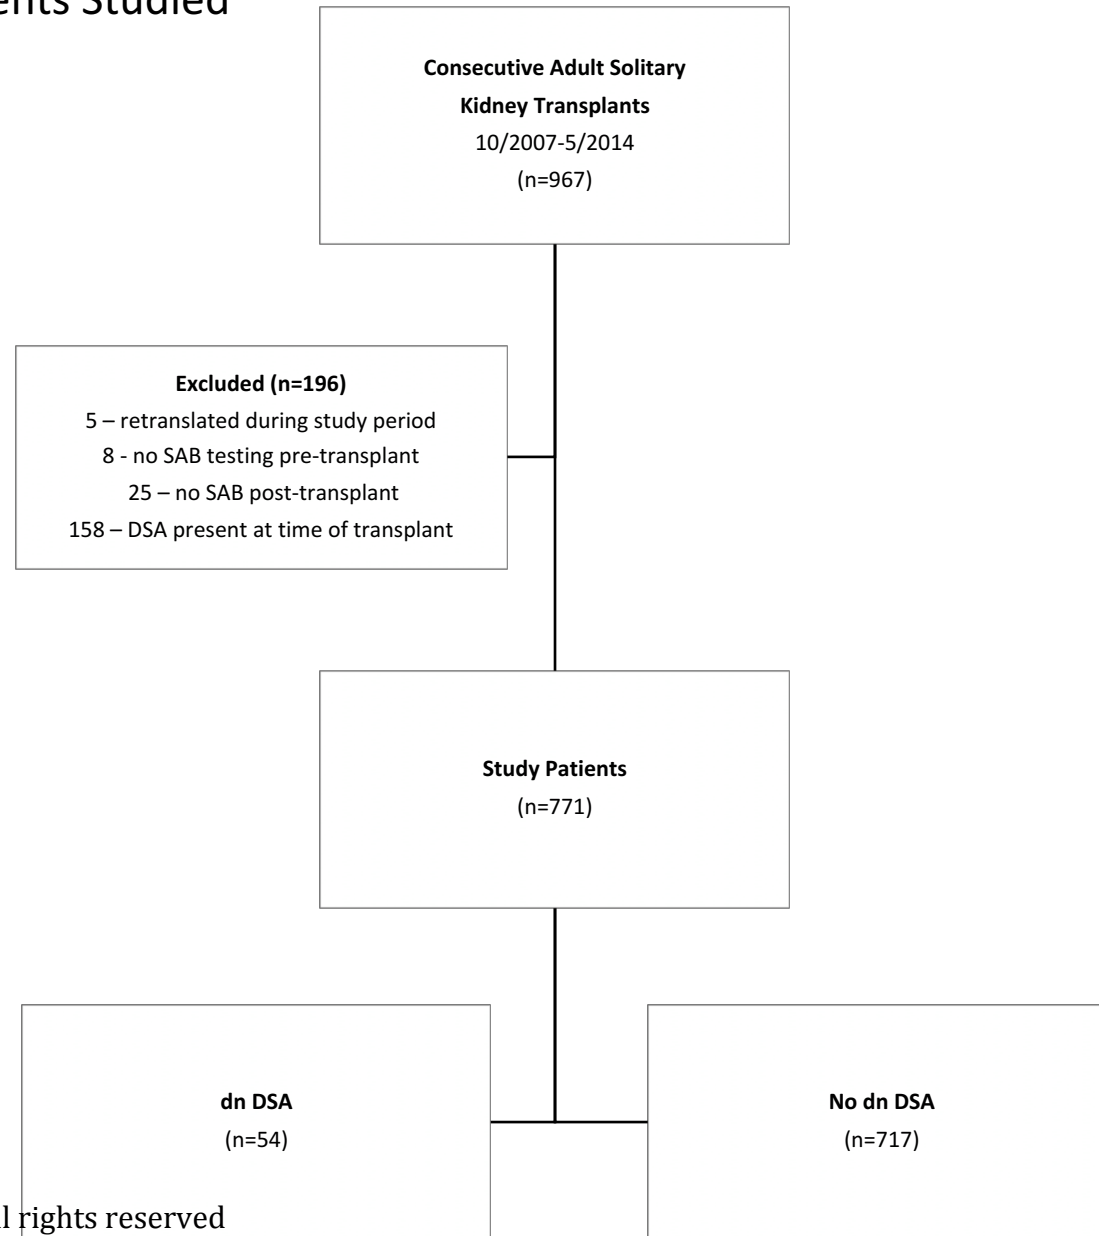 ents Studied
Consecutive Adult Solitary
Kidney Transplants
10/2007-5/2014
(n=967)
Excluded (n=196)
5 – retranslated during study period
8 - no SAB testing pre-transplant
25 – no SAB post-transplant
158 – DSA present at time of transplant
Study Patients
(n=771)
dn DSA
(n=54)
No dn DSA
(n=717)
l rights reserved